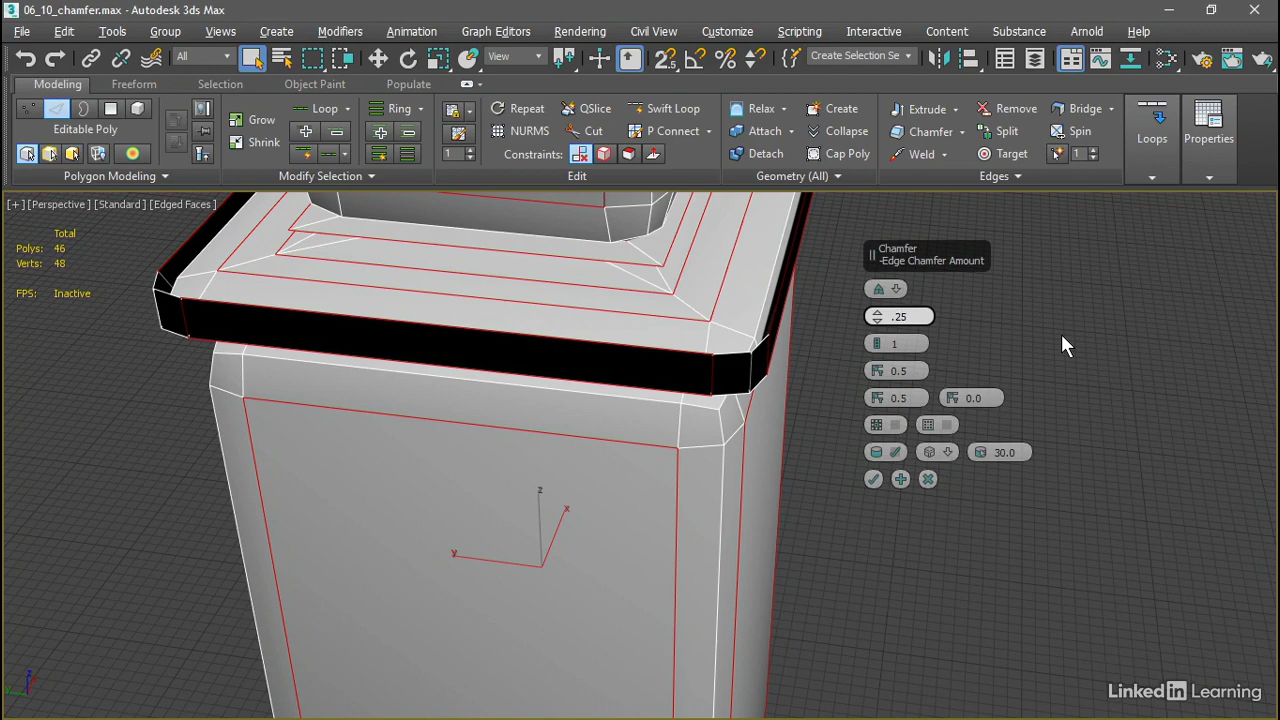 06_10_chamfer.max - Autodesk 3ds Max
File Edit Tools Group Views Create Modifiers Animation Graph Editors Rendering Civil View Customize Scripting Interactive Content Substance Arnold Help
All View Create Selection Se
Modeling Freeform Selection Object Paint Populate
Grow Loop Ring Repeat QSlice Swift Loop Relax Create Extrude Remove Bridge
Editable Poly Shrink NURMS Cut P Connect Attach Collapse Chamfer Split Spin Loops Properties
1 Constraints: Detach Cap Poly Weld Target 1
Polygon Modeling Modify Selection Edit Geometry (All) Edges
[+] [Perspective] [Standard] [Edged Faces]
Total
Polys: 46
Verts: 48
FPS: Inactive
Chamfer
-Edge Chamfer Amount
.25
1
0.5
0.5 0.0
30.0
z
x
y
Linked in Learning